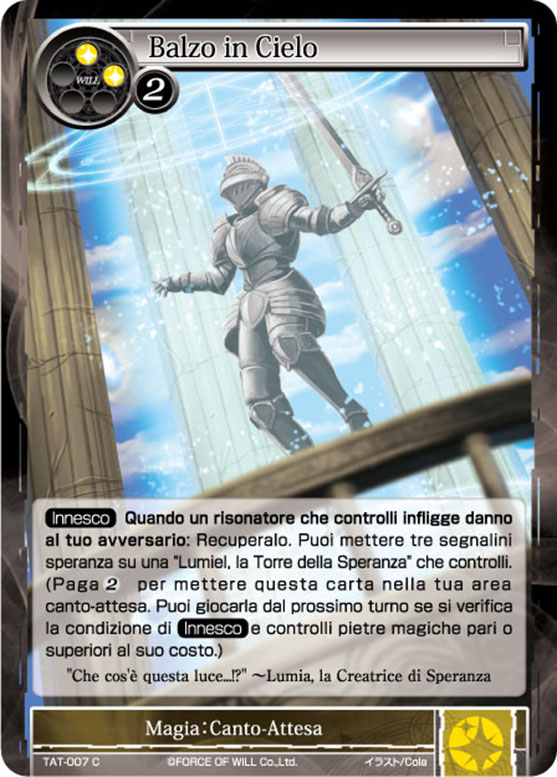 Balzo in Cielo
WILL
2
Innesco Quando un risonatore che controlli infligge danno
al tuo avversario: Recuperalo. Puoi mettere tre segnalini
speranza su una "Lumiel, la Torre della Speranza" che controlli.
(Paga 2 per mettere questa carta nella tua area
canto-attesa. Puoi giocarla dal prossimo turno se si verifica
la condizione di Innesco e controlli pietre magiche pari o
superiori al suo costo.)
"Che cos'è questa luce...!?" ~Lumia, la Creatrice di Speranza
Magia:Canto-Attesa
TAT-007 C ©FORCE OF WILL Co.,Ltd. イラスト/Cola